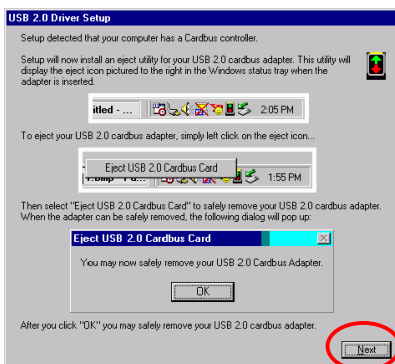 USB 2.0 Driver Setup
Setup detected that your computer has a Cardbus controller.
Setup will now install an eject utility for your USB 2.0 cardbus adapter. This utility will
display the eject icon pictured to the right in the Windows status tray when the
adapter is inserted.
itled - ...
2:05 PM
To eject your USB 2.0 cardbus adapter, simply left click on the eject icon...
Eject USB 2.0 Cardbus Card
1:55 PM
Then select "Eject USB 2.0 Cardbus Card" to safely remove your USB 2.0 cardbus adapter.
When the adapter can be safely removed, the following dialog will pop up:
Eject USB 2.0 Cardbus Card
You may now safely remove your USB 2.0 Cardbus Adapter.
OK
After you click "OK" you may safely remove your USB 2.0 cardbus adapter.
Next